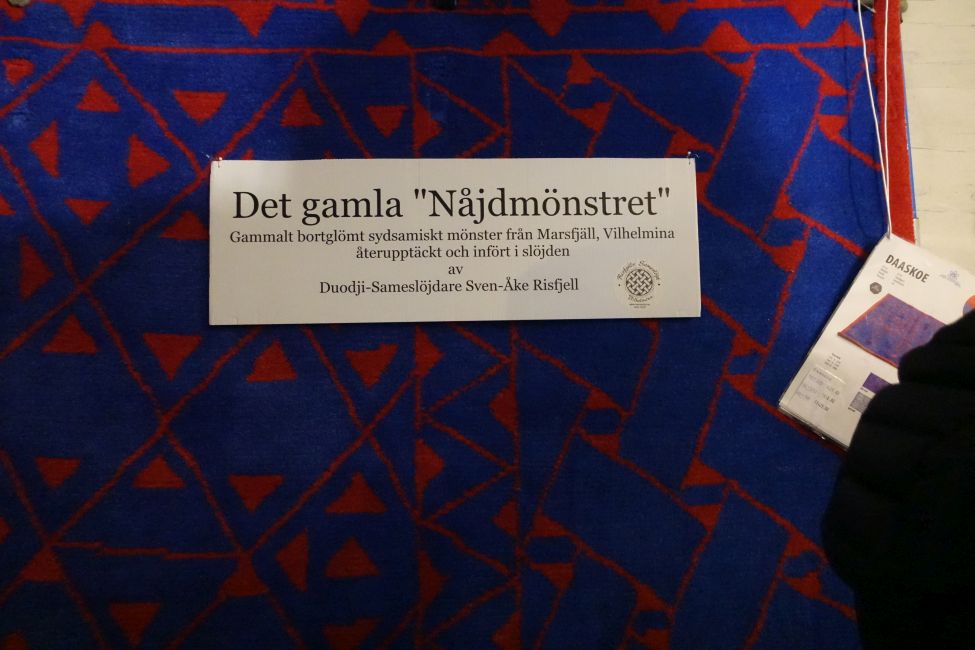 Det gamla "Nåjdmönstret"
Gammalt bortglömt sydsamiskt mönster från Marsfjäll, Vilhelmina
återupptäckt och infört i slöjden
av
Duodji-Sameslöjdare Sven-Åke Risfjell
DAASKOE